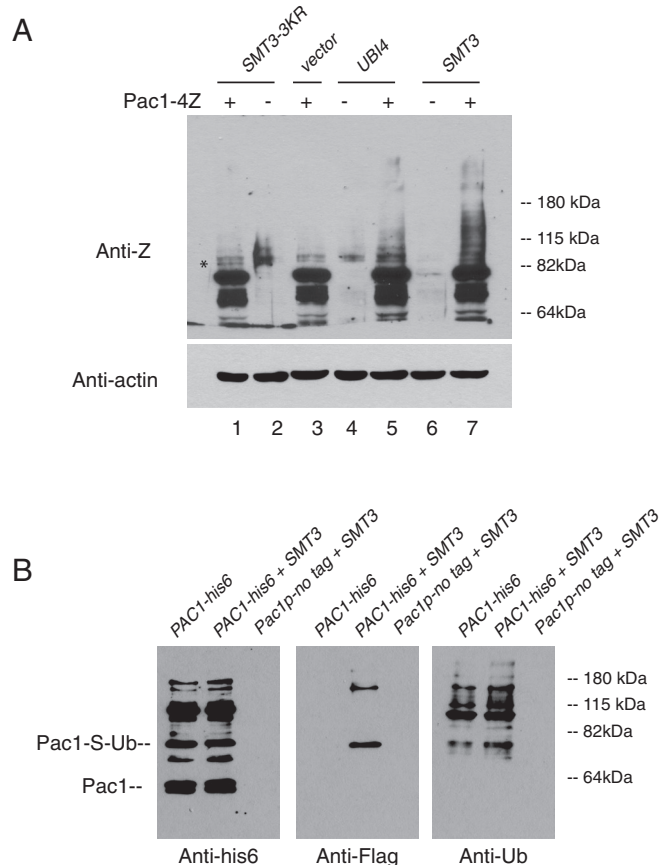 A
SMT3-3KR vector UBI4 SMT3
Pac1-4Z + - + - + - +
-- 180 kDa
-- 115 kDa
Anti-Z
*
-- 82kDa
-- 64kDa
Anti-actin
1 2 3 4 5 6 7
B
PAC1-his6 PAC1-his6 + SMT3 Pac1p-no tag + SMT3 PAC1-his6 PAC1-his6 + SMT3 Pac1p-no tag + SMT3 PAC1-his6 PAC1-his6 + SMT3 Pac1p-no tag + SMT3
-- 180 kDa
-- 115 kDa
-- 82kDa
Pac1-S-Ub--
-- 64kDa
Pac1--
Anti-his6 Anti-Flag Anti-Ub